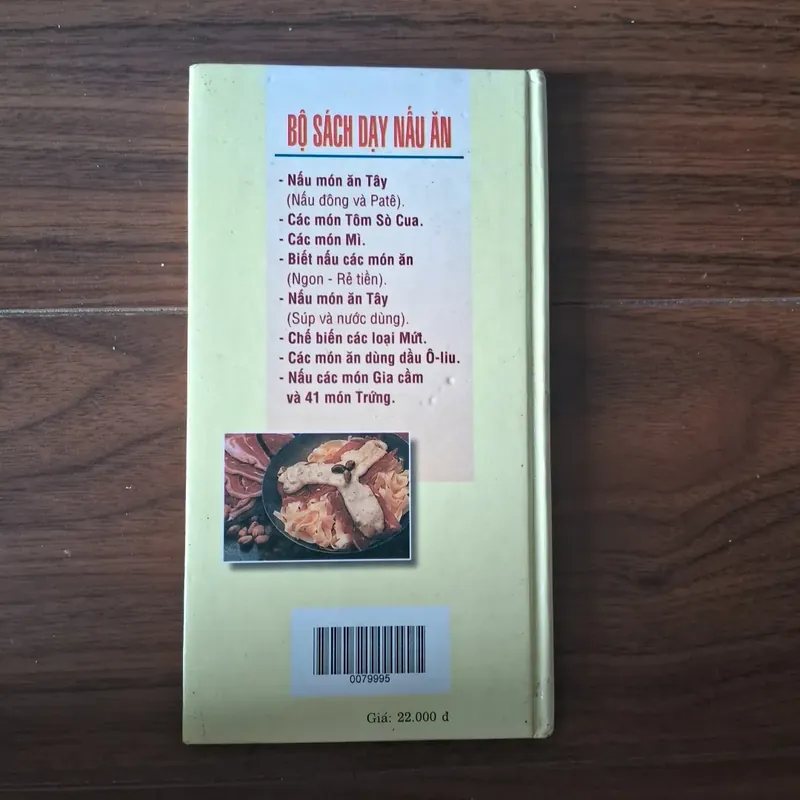 BỘ SÁCH DẠY NẤU ĂN
- Nấu món ăn Tây
(Nấu đông và Patê).
- Các món Tôm Sò Cua.
- Các món Mì.
- Biết nấu các món ăn
(Ngon - Rẻ tiền).
- Nấu món ăn Tây
(Súp và nước dùng).
- Chế biến các loại Mứt.
- Các món ăn dùng dầu Ô-liu.
- Nấu các món Gia cầm
và 41 món Trứng.
0079995
Giá: 22.000 đ